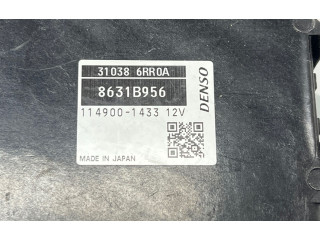 31038 6RR0A
8631B956
114900-1433 12V
DENSO
MADE IN JAPAN